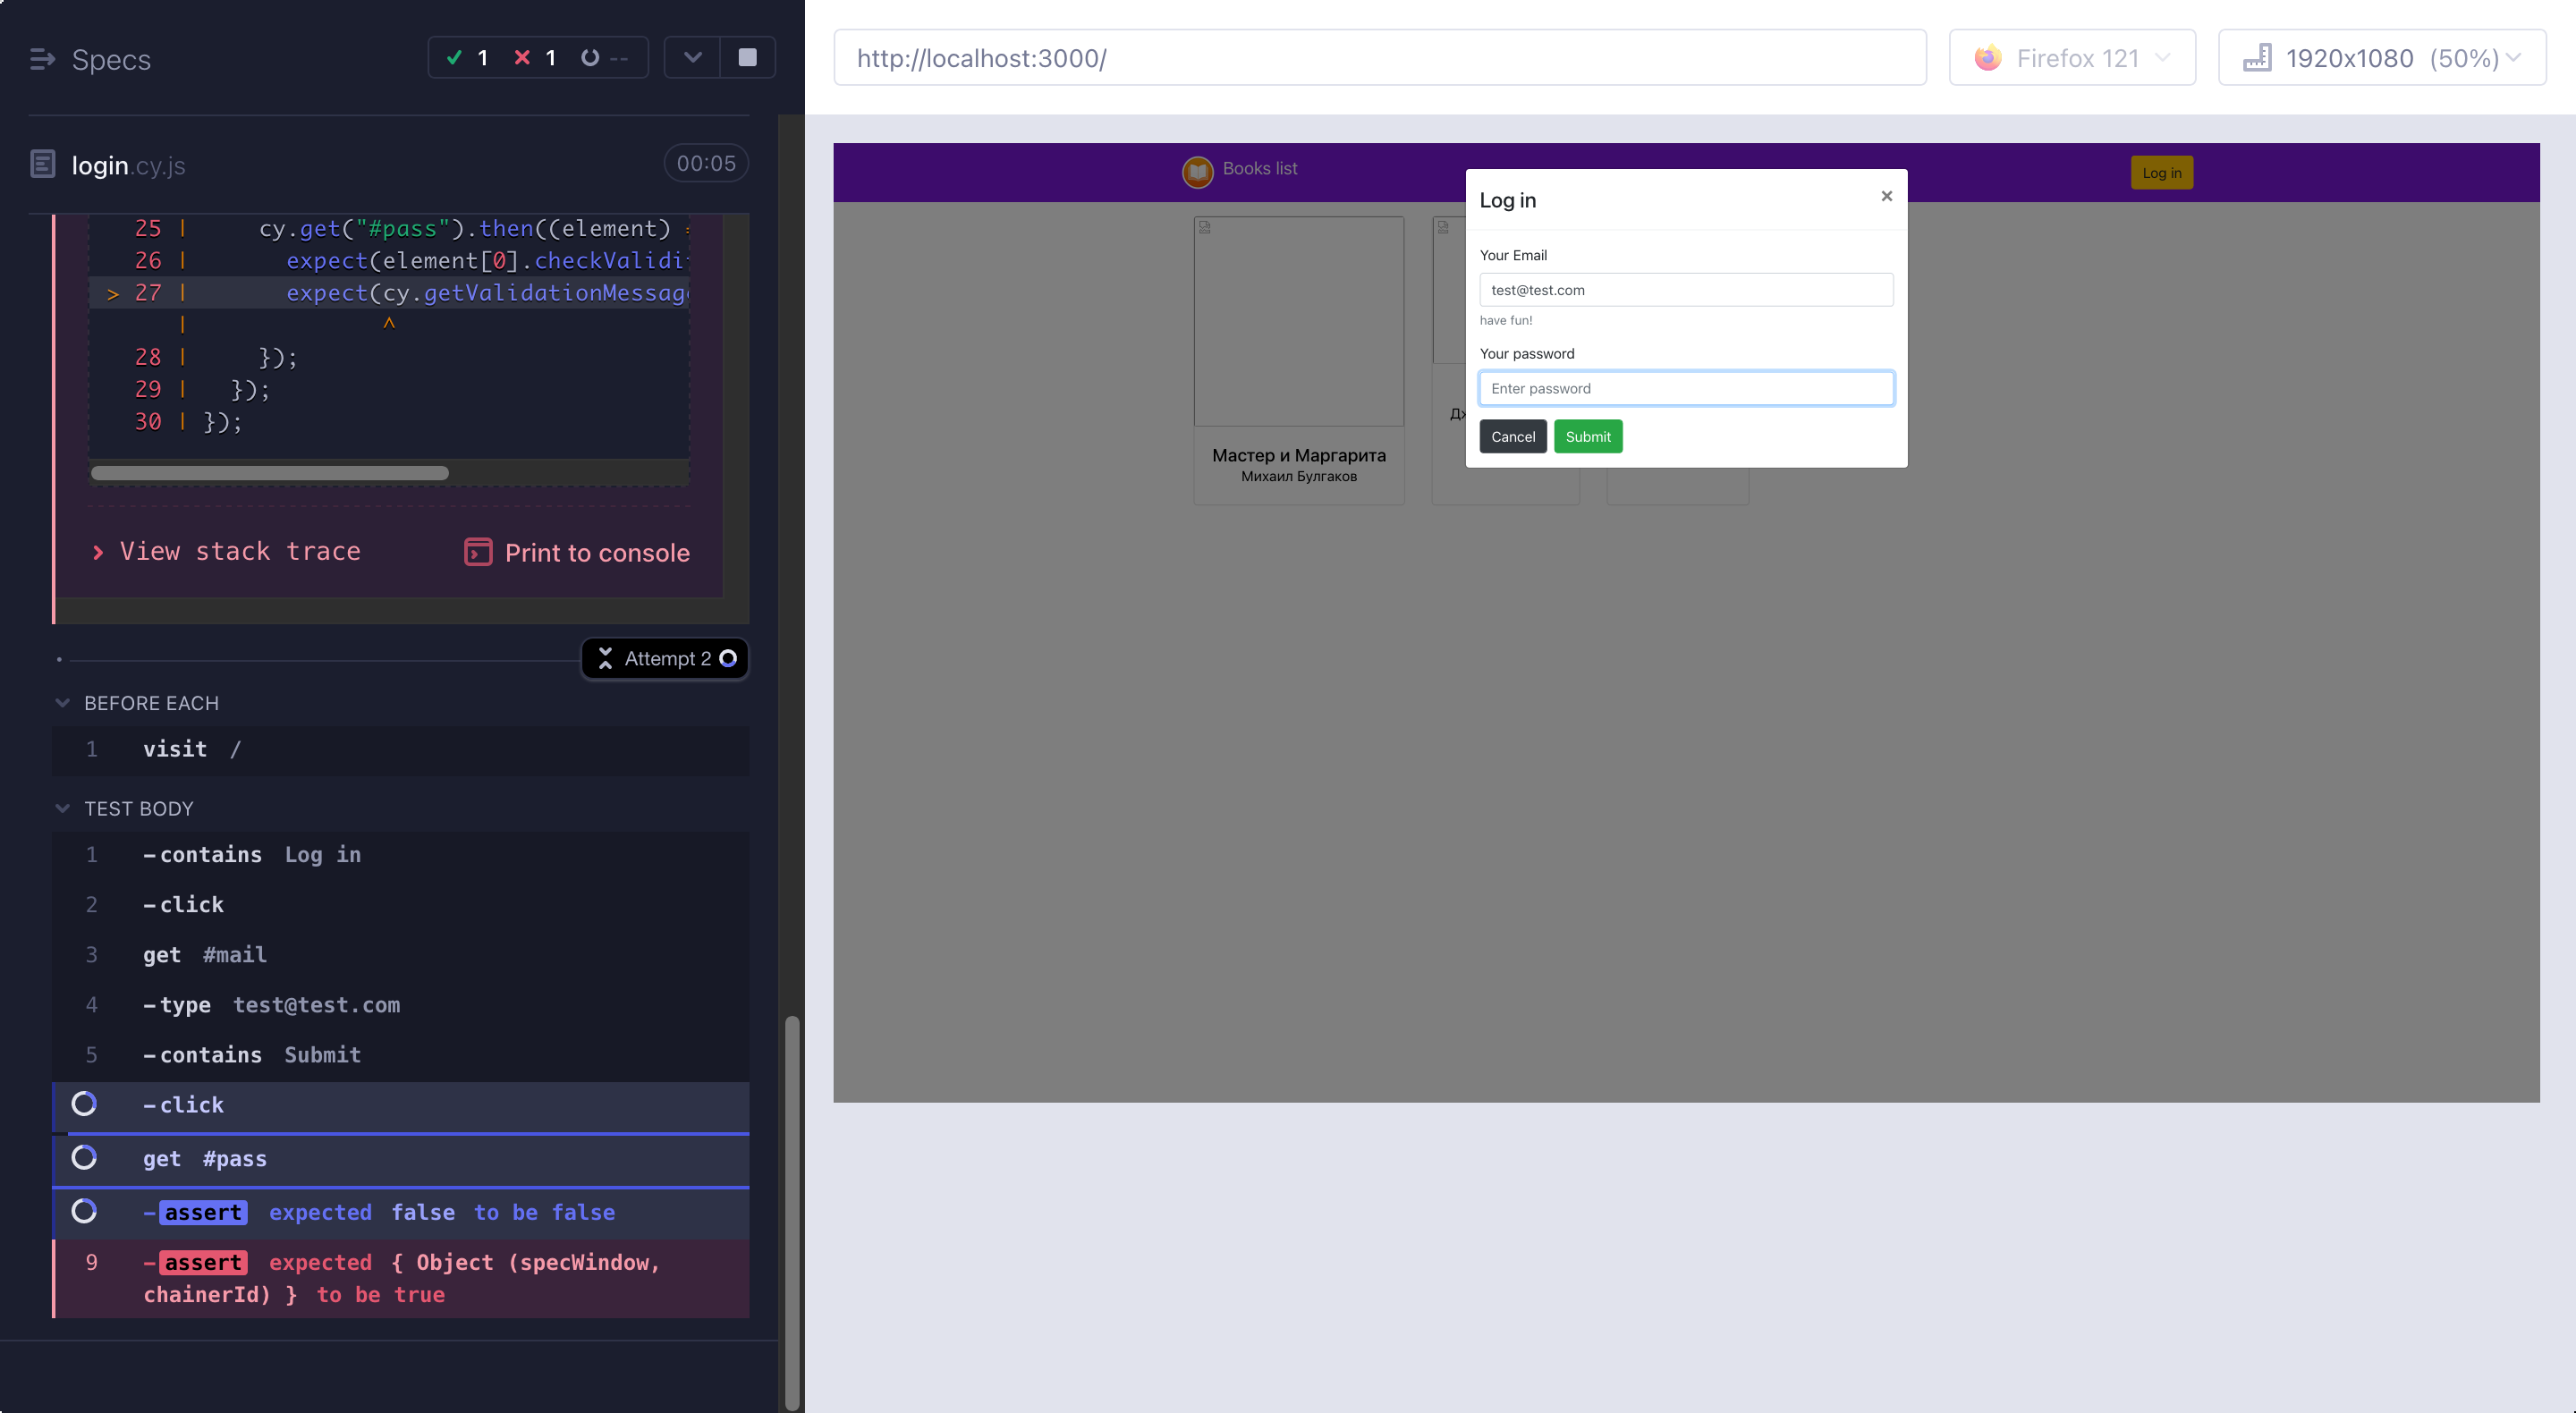 Specs
1 1 --
login.cy.js 00:05
25 | cy.get("#pass").then((element) =
26 | expect(element[0].checkValidi
> 27 | expect(cy.getValidationMessag
| ^
28 | });
29 | });
30 | });
View stack trace
Print to console
Attempt 2
BEFORE EACH
1 visit /
TEST BODY
1 -contains Log in
2 -click
3 get #mail
4 -type test@test.com
5 -contains Submit
-click
get #pass
-assert expected false to be false
9 -assert expected { Object (specWindow,
chainerId) } to be true
http://localhost:3000/
Firefox 121
1920x1080 (50%)
Books list
Log in
Log in ×
Your Email
test@test.com
have fun!
Your password
Enter password
Cancel Submit
Мастер и Маргарита
Михаил Булгаков